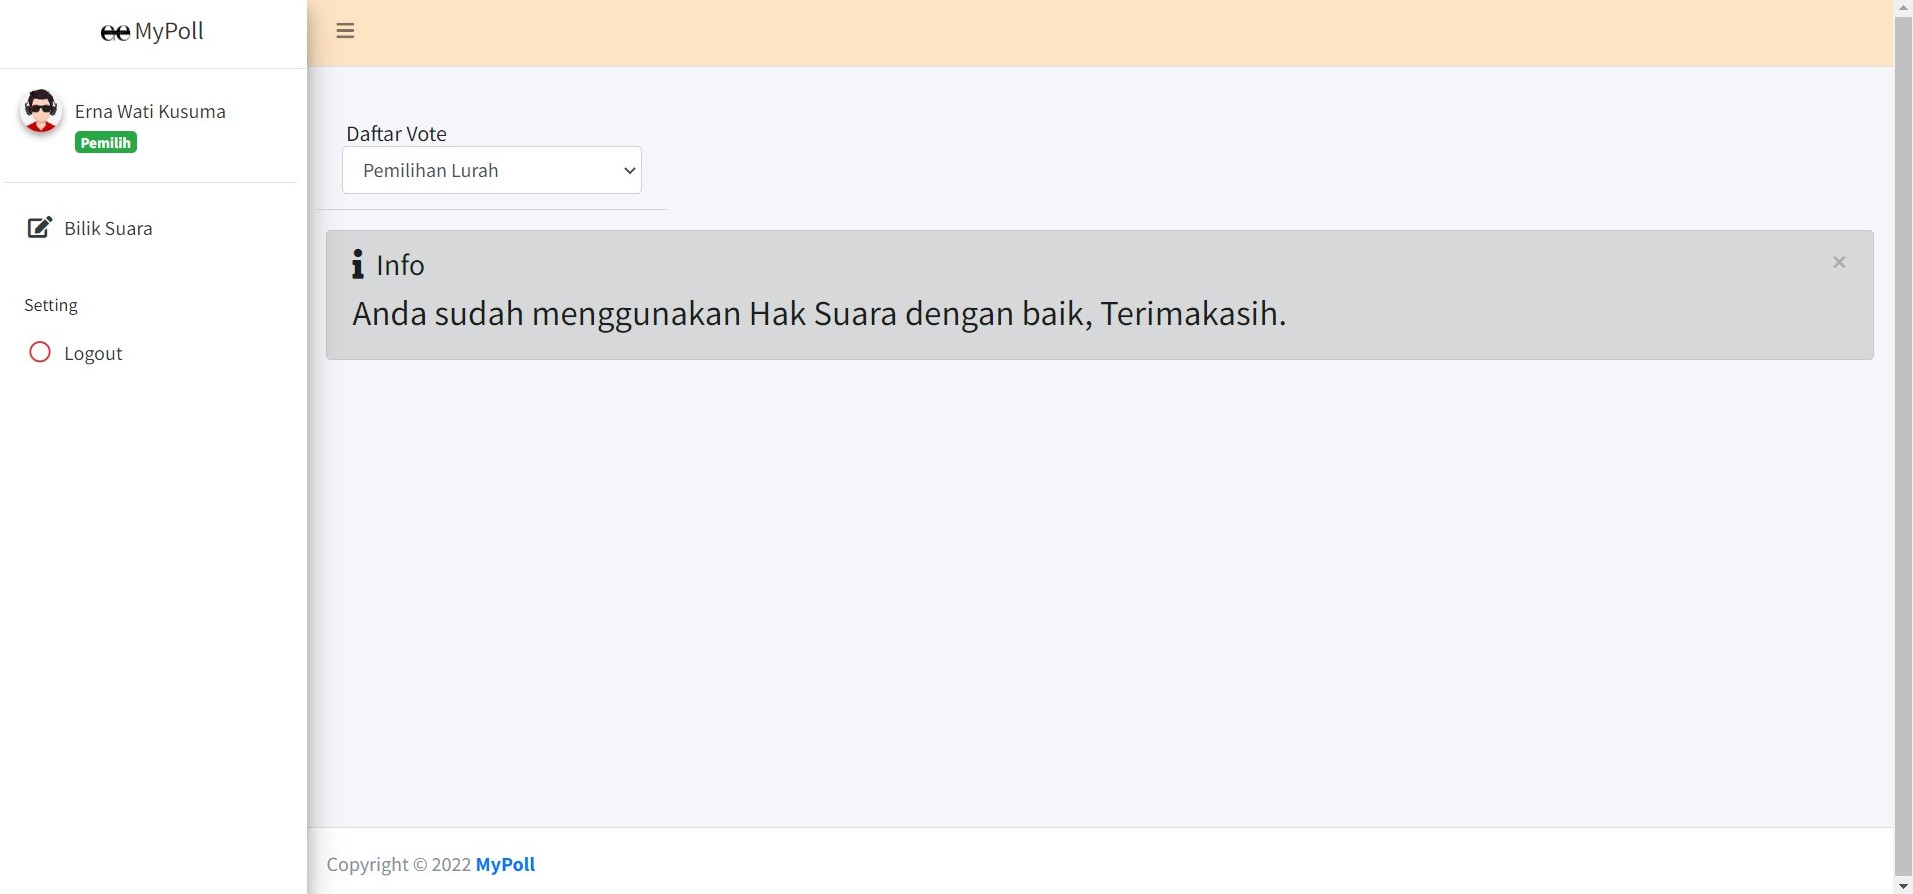 MyPoll
Erna Wati Kusuma
Pemilih
Bilik Suara
Setting
Logout
Daftar Vote
Pemilihan Lurah
Info
×
Anda sudah menggunakan Hak Suara dengan baik, Terimakasih.
Copyright © 2022 MyPoll